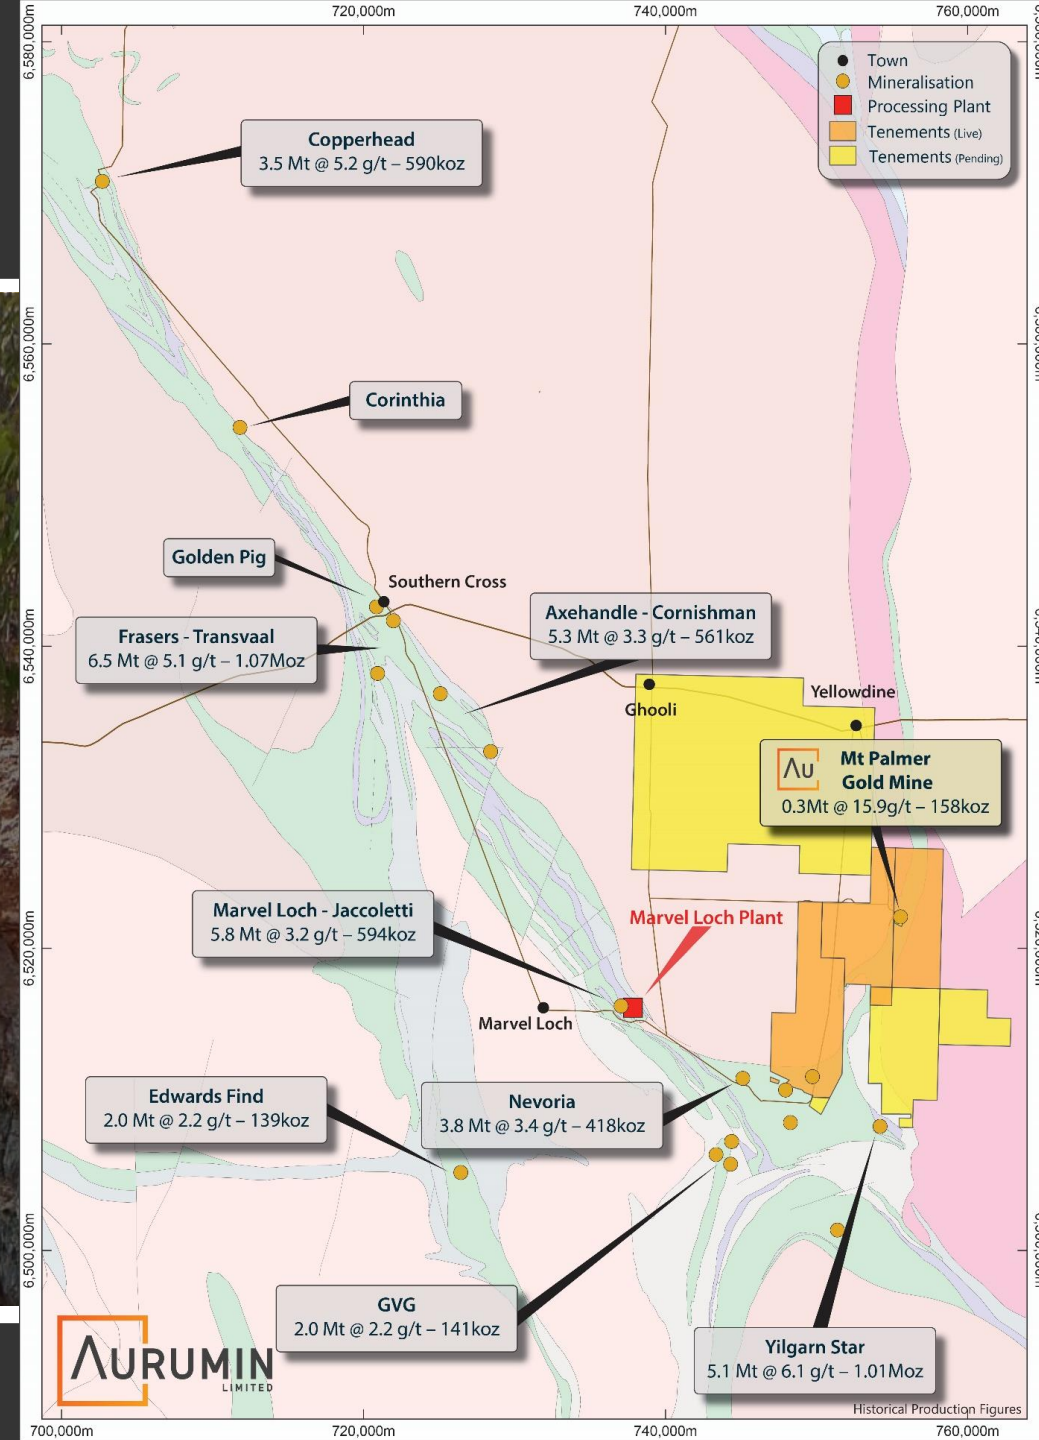 720,000m
740,000m
760,000m
6,580,000m
6,560,000m
6,540,000m
6,520,000m
6,500,000m
Town
Mineralisation
Processing Plant
Tenements (Live)
Tenements (Pending)
Copperhead
3.5 Mt @ 5.2 g/t – 590koz
Corinthia
Golden Pig
Southern Cross
Frasers - Transvaal
6.5 Mt @ 5.1 g/t – 1.07Moz
Axehandle - Cornishman
5.3 Mt @ 3.3 g/t – 561koz
Ghooli
Yellowdine
Au
Mt Palmer
Gold Mine
0.3Mt @ 15.9g/t – 158koz
Marvel Loch - Jaccoletti
5.8 Mt @ 3.2 g/t – 594koz
Marvel Loch Plant
Marvel Loch
Edwards Find
2.0 Mt @ 2.2 g/t – 139koz
Nevoria
3.8 Mt @ 3.4 g/t – 418koz
GVG
2.0 Mt @ 2.2 g/t – 141koz
Yilgarn Star
5.1 Mt @ 6.1 g/t – 1.01Moz
AURUMIN
LIMITED
Historical Production Figures
700,000m
720,000m
740,000m
760,000m